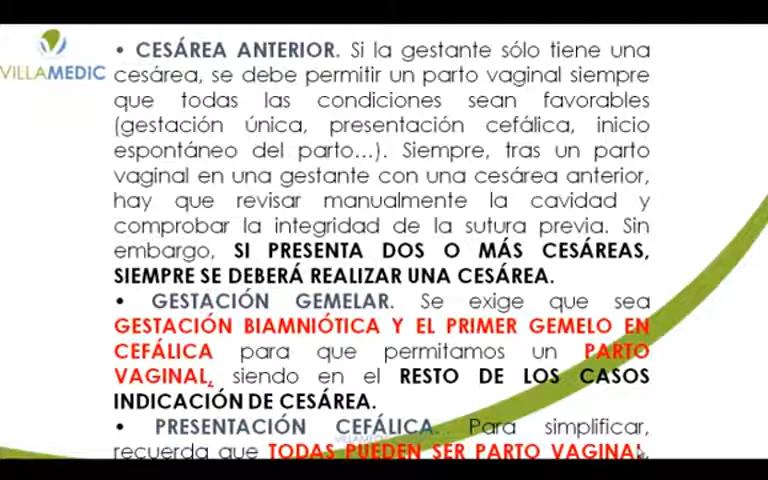 • CESÁREA ANTERIOR. Si la gestante sólo tiene una
VILLAMEDIC
cesárea, se debe permitir un parto vaginal siempre
que todas las condiciones sean favorables
(gestación única, presentación cefálica, inicio
espontáneo del parto...). Siempre, tras un parto
vaginal en una gestante con una cesárea anterior,
hay que revisar manualmente la cavidad y
comprobar la integridad de la sutura previa. Sin
embargo, SI PRESENTA DOS O MÁS CESÁREAS,
SIEMPRE SE DEBERÁ REALIZAR UNA CESÁREA.
• GESTACIÓN GEMELAR. Se exige que sea
GESTACIÓN BIAMNIÓTICA Y EL PRIMER GEMELO EN
CEFÁLICA para que permitamos un PARTO
VAGINAL, siendo en el RESTO DE LOS CASOS
INDICACIÓN DE CESÁREA.
• PRESENTACIÓN CEFÁLICA. Para simplificar,
recuerda que TODAS PUEDEN SER PARTO VAGINAL,